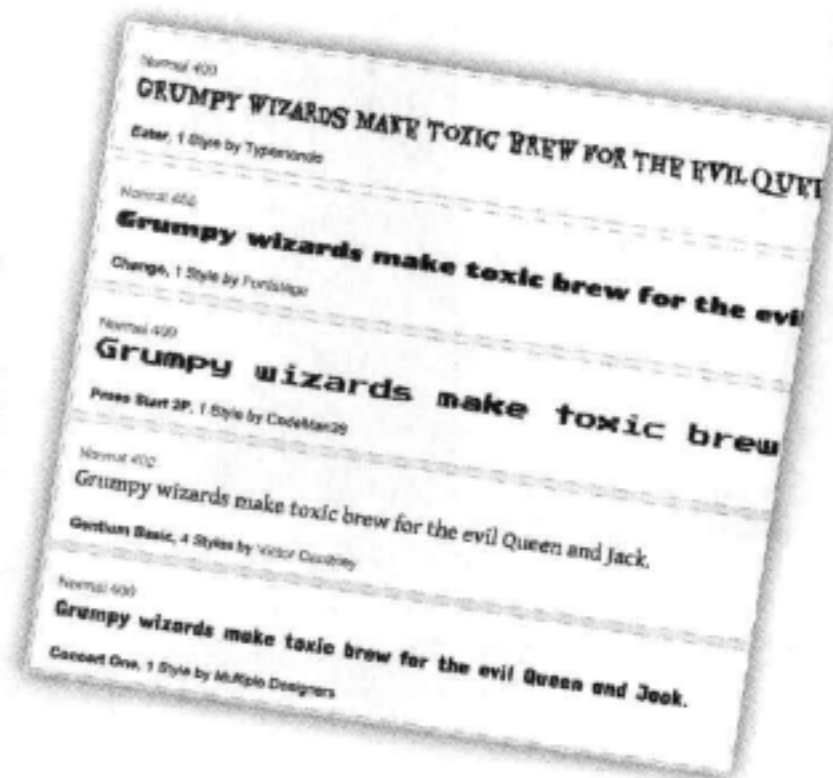 Normal 400
GRUMPY WIZARDS MAKE TOXIC BREW FOR THE EVIL QUEE
Eater, 1 Style by Typomondo
Normal 400
Grumpy wizards make toxic brew for the evil
Chango, 1 Style by Fontstage
Normal 400
Grumpy wizards make toxic brew
Press Start 2P, 1 Style by CodeMan38
Normal 400
Grumpy wizards make toxic brew for the evil Queen and Jack.
Gentium Basic, 4 Styles by Victor Gaultney
Normal 400
Grumpy wizards make toxic brew for the evil Queen and Jack.
Concert One, 1 Style by Multiple Designers